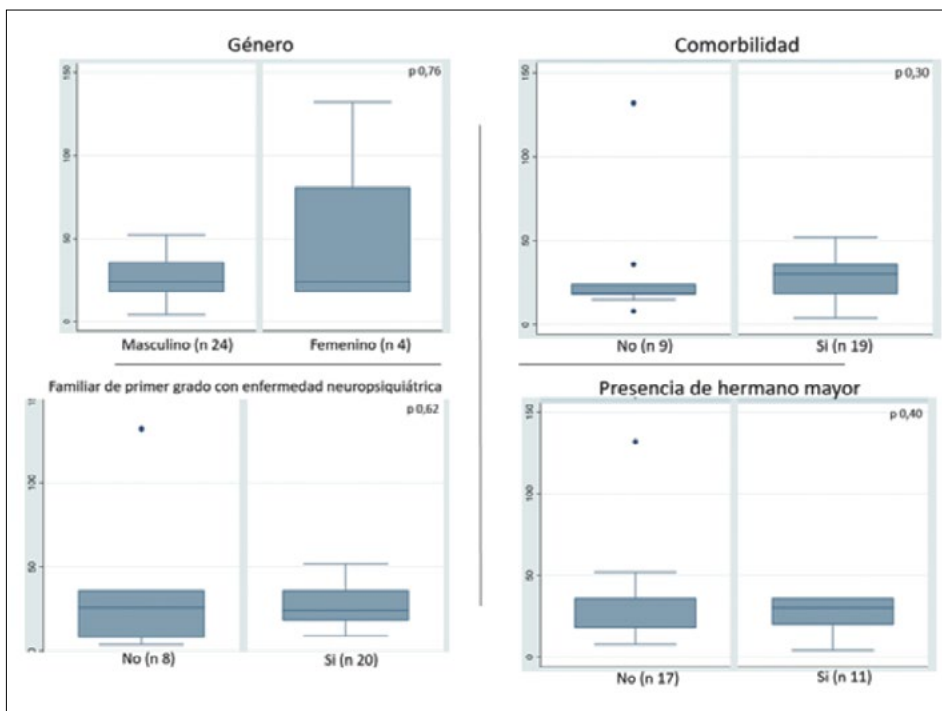 Género
p 0,76
150
100
50
0
Masculino (n 24)
Femenino (n 4)
Comorbilidad
p 0,30
150
100
50
0
No (n 9)
Si (n 19)
Familiar de primer grado con enfermedad neuropsiquiátrica
p 0,62
100
50
No (n 8)
Si (n 20)
Presencia de hermano mayor
p 0,40
150
100
50
0
No (n 17)
Si (n 11)